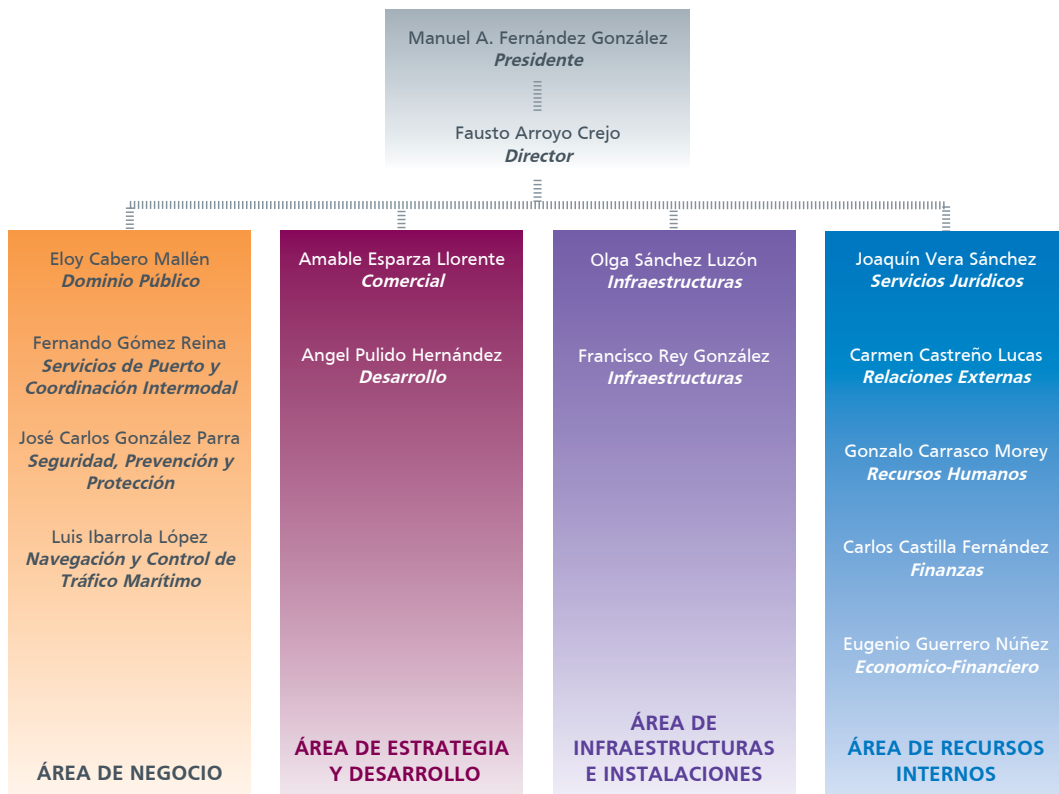 Manuel A. Fernández González
Presidente
Fausto Arroyo Crejo
Director
Eloy Cabero Mallén
Dominio Público
Fernando Gómez Reina
Servicios de Puerto y
Coordinación Intermodal
José Carlos González Parra
Seguridad, Prevención y
Protección
Luis Ibarrola López
Navegación y Control de
Tráfico Marítimo
ÁREA DE NEGOCIO
Amable Esparza Llorente
Comercial
Angel Pulido Hernández
Desarrollo
ÁREA DE ESTRATEGIA
Y DESARROLLO
Olga Sánchez Luzón
Infraestructuras
Francisco Rey González
Infraestructuras
ÁREA DE
INFRAESTRUCTURAS
E INSTALACIONES
Joaquín Vera Sánchez
Servicios Jurídicos
Carmen Castreño Lucas
Relaciones Externas
Gonzalo Carrasco Morey
Recursos Humanos
Carlos Castilla Fernández
Finanzas
Eugenio Guerrero Núñez
Economico-Financiero
ÁREA DE RECURSOS
INTERNOS